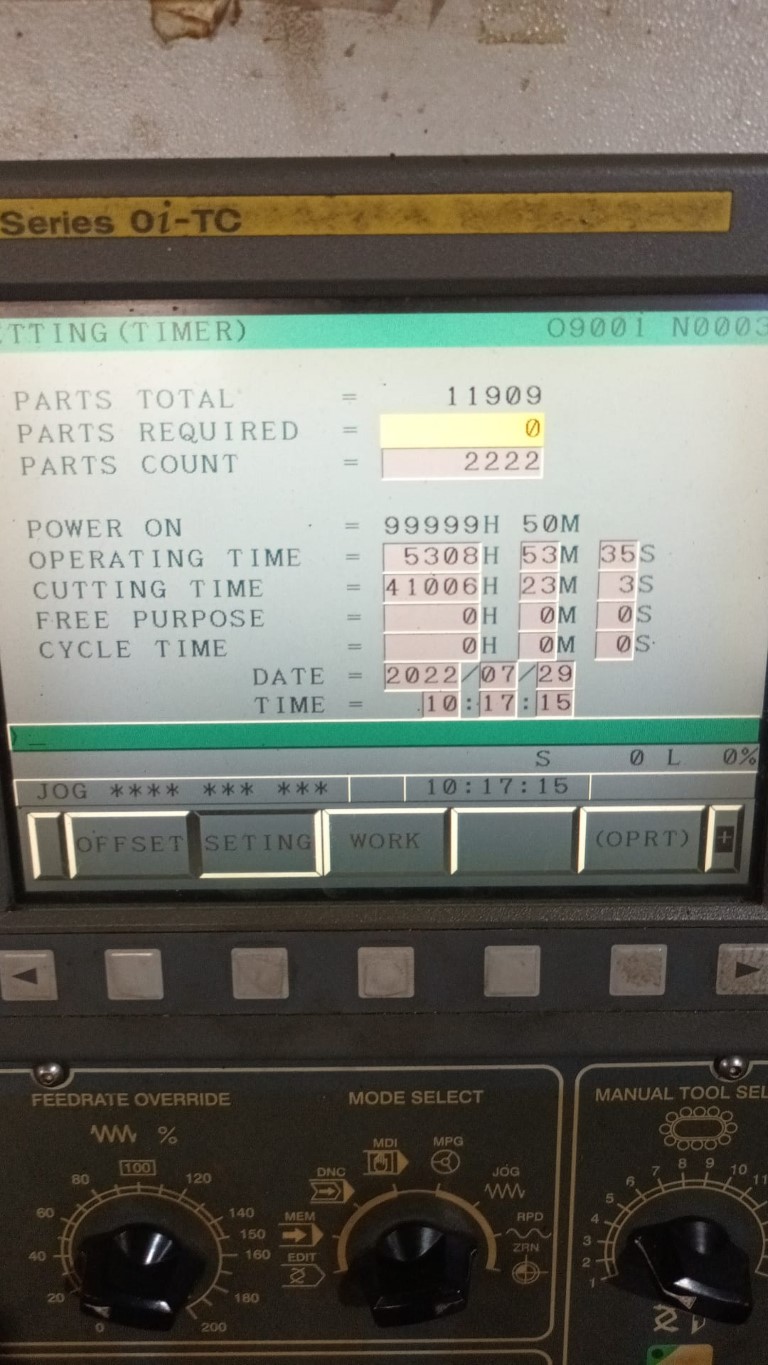 Series 0i-TC
TTING(TIMER) O9001 N0003
PARTS TOTAL = 11909
PARTS REQUIRED = 0
PARTS COUNT = 2222
POWER ON = 99999H 50M
OPERATING TIME = 5308H 53M 35S
CUTTING TIME = 41006H 23M 3S
FREE PURPOSE = 0H 0M 0S
CYCLE TIME = 0H 0M 0S
DATE = 2022/07/29
TIME = 10:17:15
>_
S 0 L 0%
JOG **** *** *** 10:17:15
OFFSET SETING WORK (OPRT) +
FEEDRATE OVERRIDE
%
0 20 40 60 80 100 120 140 150 160 180 200
MODE SELECT
EDIT
MEM
DNC
MDI
MPG
JOG
RPD
ZRN
MANUAL TOOL SEL
1 2 3 4 5 6 7 8 9 10 11